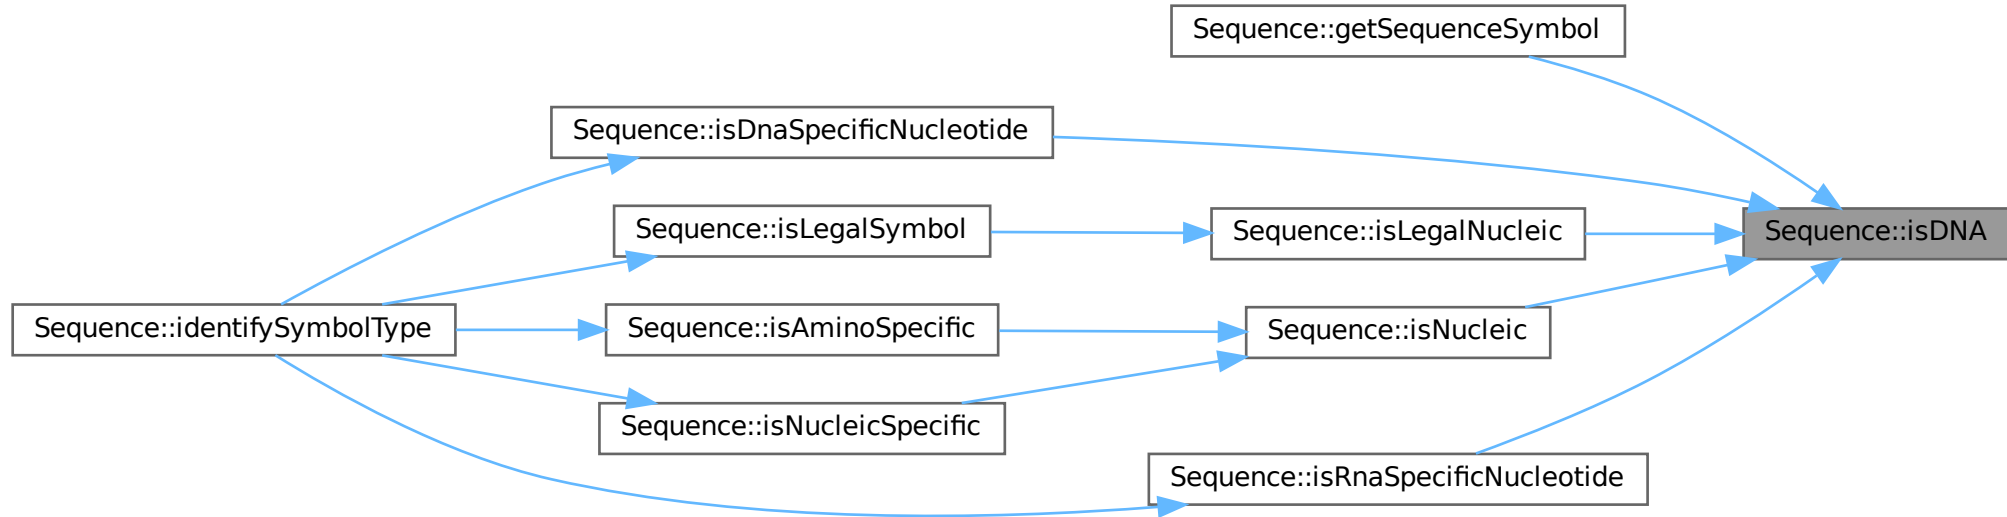 Sequence::getSequenceSymbol
Sequence::isDnaSpecificNucleotide
Sequence::isLegalSymbol
Sequence::isLegalNucleic
Sequence::isDNA
Sequence::identifySymbolType
Sequence::isAminoSpecific
Sequence::isNucleic
Sequence::isNucleicSpecific
Sequence::isRnaSpecificNucleotide